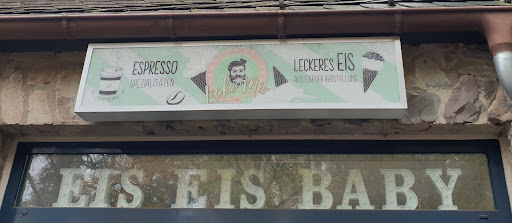 ESPRESSO
SPEZIALITÄTEN
LECKERES EIS
AUS EIGENER HERSTELLUNG
EIS EIS BABY